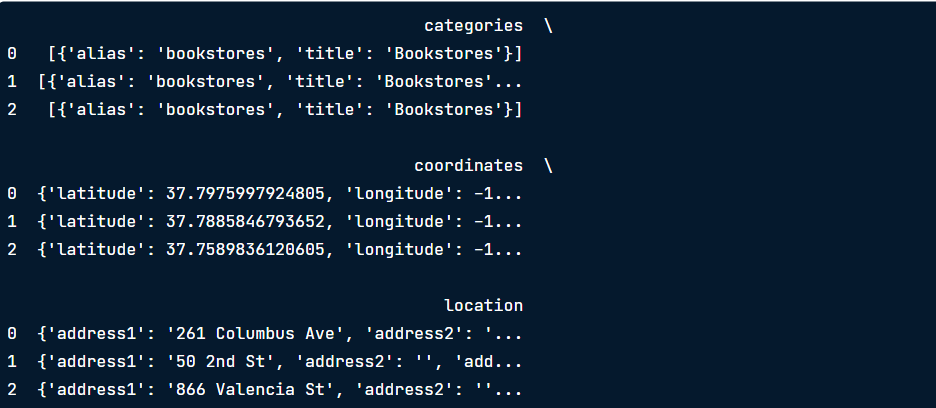 categories \
0 [{'alias': 'bookstores', 'title': 'Bookstores'}]
1 [{'alias': 'bookstores', 'title': 'Bookstores'...
2 [{'alias': 'bookstores', 'title': 'Bookstores'}]
coordinates \
0 {'latitude': 37.7975997924805, 'longitude': -1...
1 {'latitude': 37.7885846793652, 'longitude': -1...
2 {'latitude': 37.7589836120605, 'longitude': -1...
location
0 {'address1': '261 Columbus Ave', 'address2': '...
1 {'address1': '50 2nd St', 'address2': '', 'add...
2 {'address1': '866 Valencia St', 'address2': ''...